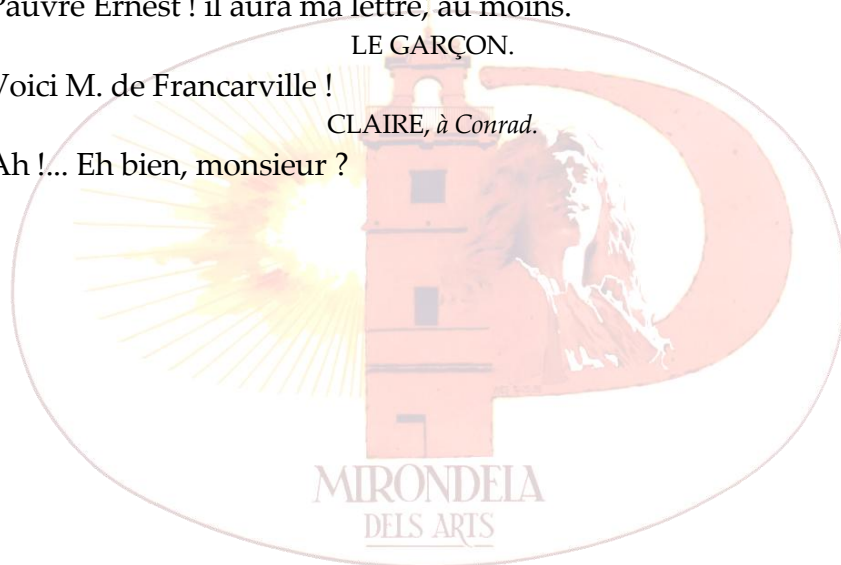 Pauvre Ernest ! il aura ma lettre, au moins.
LE GARÇON.
Voici M. de Francarville !
CLAIRE, à Conrad.
Ah !... Eh bien, monsieur ?
MIRONDELA
DELS ARTS